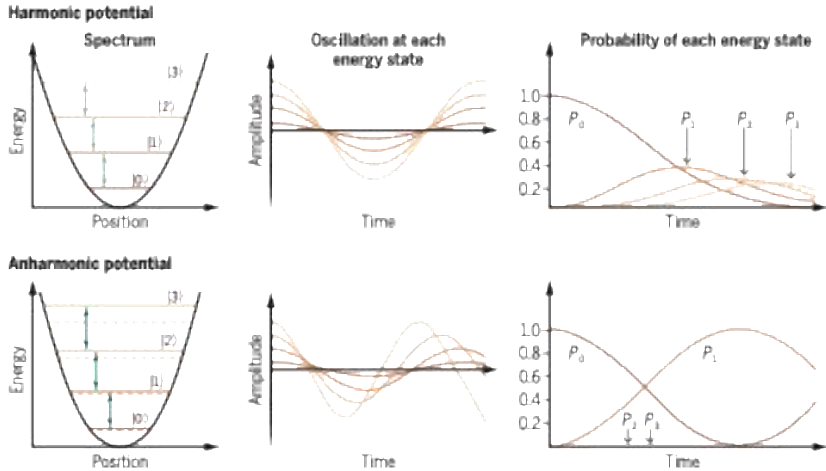 Harmonic potential
Spectrum
Oscillation at each
energy state
Probability of each energy state
Energy
|3⟩
|2⟩
|1⟩
|0⟩
Position
Amplitude
Time
1.0
0.8
0.6
0.4
0.2
P₀
P₁
P₂
P₃
Time
Anharmonic potential
Energy
|3⟩
|2⟩
|1⟩
|0⟩
Position
Amplitude
Time
1.0
0.8
0.6
0.4
0.2
P₀
P₁
P₂ P₃
Time